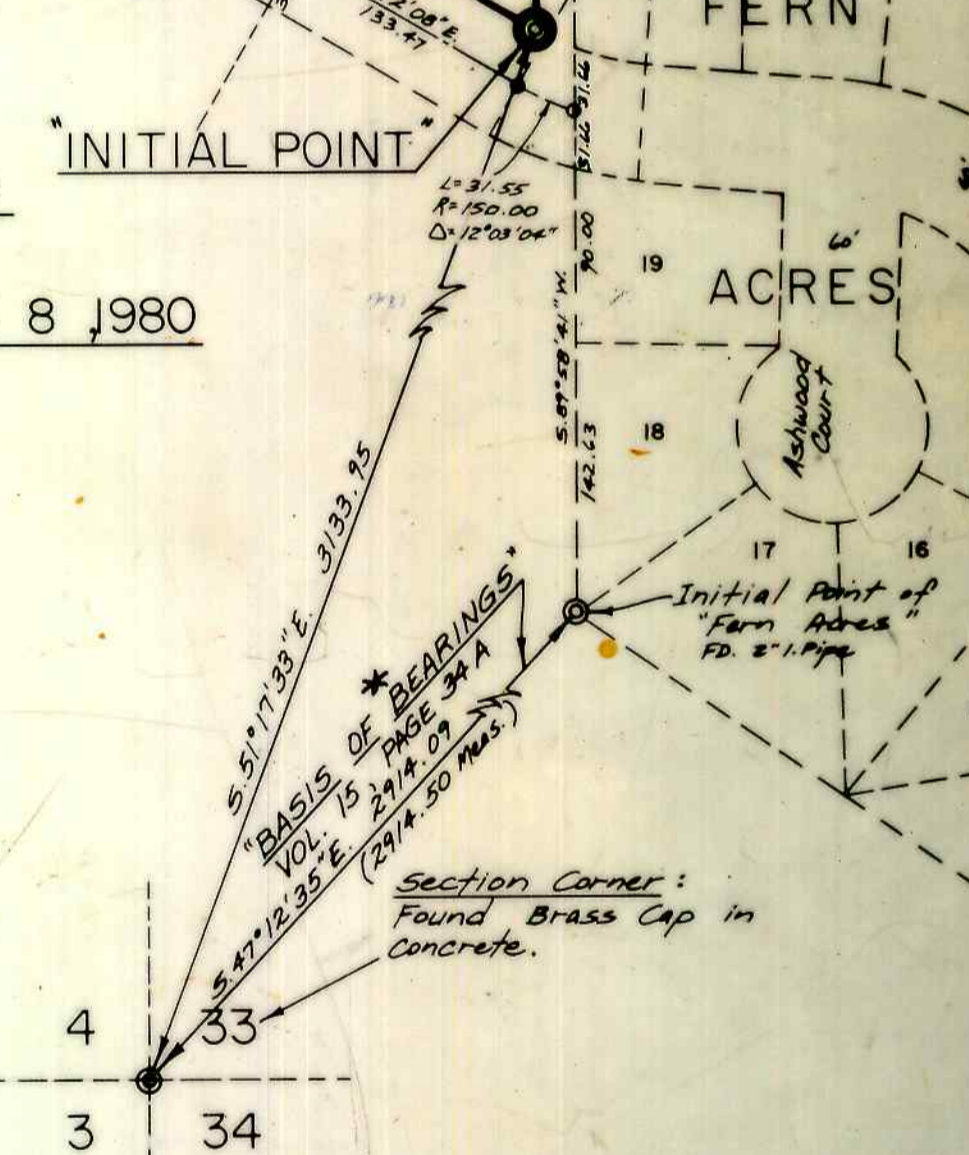 2'08"E.
133.47
FERN
31.66
31.66
"INITIAL POINT"
L=31.55
R=150.00
Δ=12°03'04"
90.00
19
60'
ACRES
8, 1980
S.89°58'41"W.
142.63
18
Ashwood
Court
17
16
3133.95
S.51°17'33"E.
Initial Point of
"Fern Acres"
FD. 2" I. Pipe
*
"BASIS OF BEARINGS"
VOL. 15, PAGE 34 A
S.47°12'35"E. 2914.09
(2914.50 Meas.)
Section Corner:
Found Brass Cap in
Concrete.
4
33
3
34